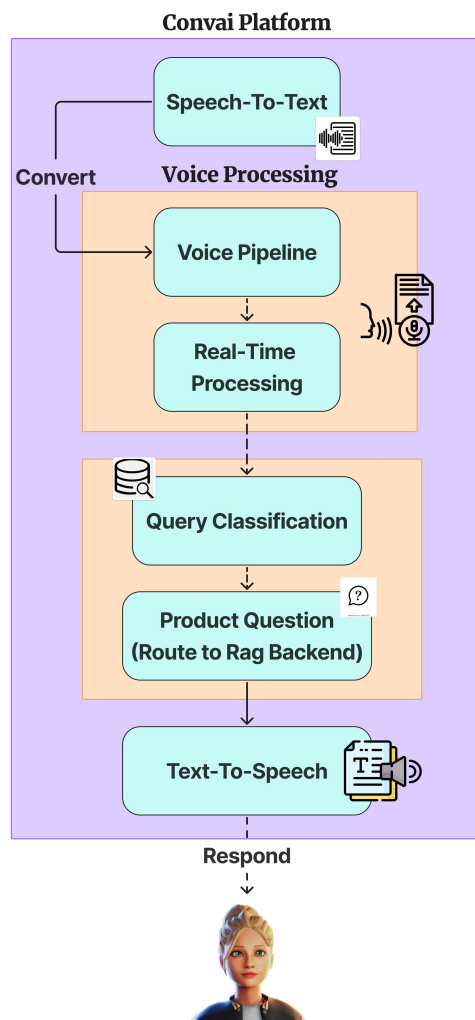 Convai Platform
Speech-To-Text
Convert
Voice Processing
Voice Pipeline
Real-Time
Processing
Query Classification
Product Question
(Route to Rag Backend)
T
Text-To-Speech
Respond